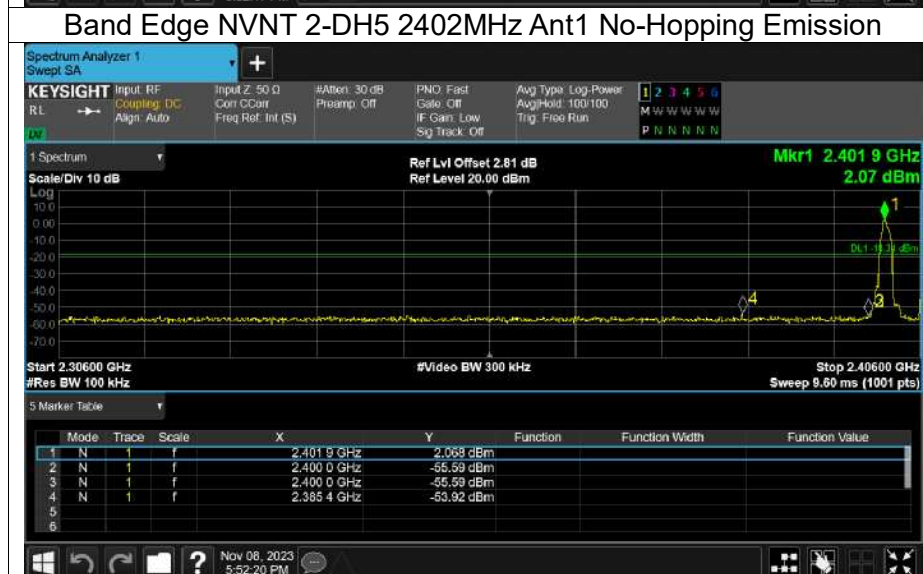 Band Edge NVNT 2-DH5 2402MHz Ant1 No-Hopping Emission
Spectrum Analyzer 1
Swept SA
+
KEYSIGHT Input: RF Input Z: 50 Ω #Atten: 30 dB PNO: Fast Avg Type: Log-Power 1 2 3 4 5 6
RL Coupling: DC Corr CCorr Preamp: Off Gate: Off Avg|Hold: 100/100 M W W W W W
Align: Auto Freq Ref: Int (S) IF Gain: Low Trig: Free Run
Sig Track: Off P N N N N N
1 Spectrum Ref Lvl Offset 2.81 dB Mkr1 2.401 9 GHz
Scale/Div 10 dB Ref Level 20.00 dBm 2.07 dBm
Log
10.0
0.00
-10.0
-20.0
-30.0
-40.0
-50.0
-60.0
-70.0
1
4
3
Start 2.30600 GHz #Video BW 300 kHz Stop 2.40600 GHz
#Res BW 100 kHz Sweep 9.60 ms (1001 pts)
5 Marker Table
Mode Trace Scale X Y Function Function Width Function Value
1 N 1 f 2.401 9 GHz 2.068 dBm
2 N 1 f 2.400 0 GHz -55.59 dBm
3 N 1 f 2.400 0 GHz -55.59 dBm
4 N 1 f 2.385 4 GHz -53.92 dBm
5
6
? Nov 08, 2023
5:52:20 PM